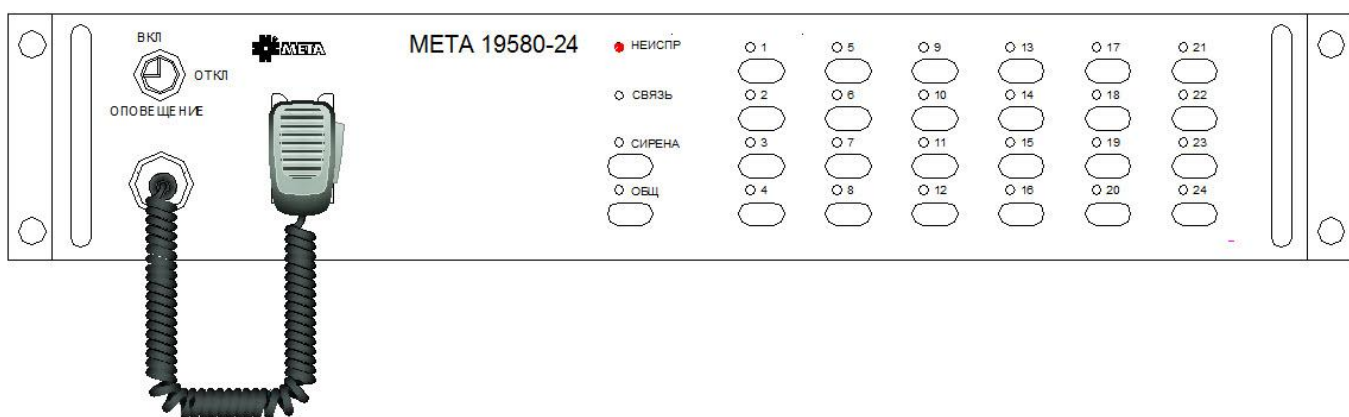 ВКЛ
ОТКЛ
ОПОВЕЩЕНИЕ
МЕТА
МЕТА 19580-24
НЕИСПР
СВЯЗЬ
СИРЕНА
ОБЩ
1 5 9 13 17 21
2 6 10 14 18 22
3 7 11 15 19 23
4 8 12 16 20 24